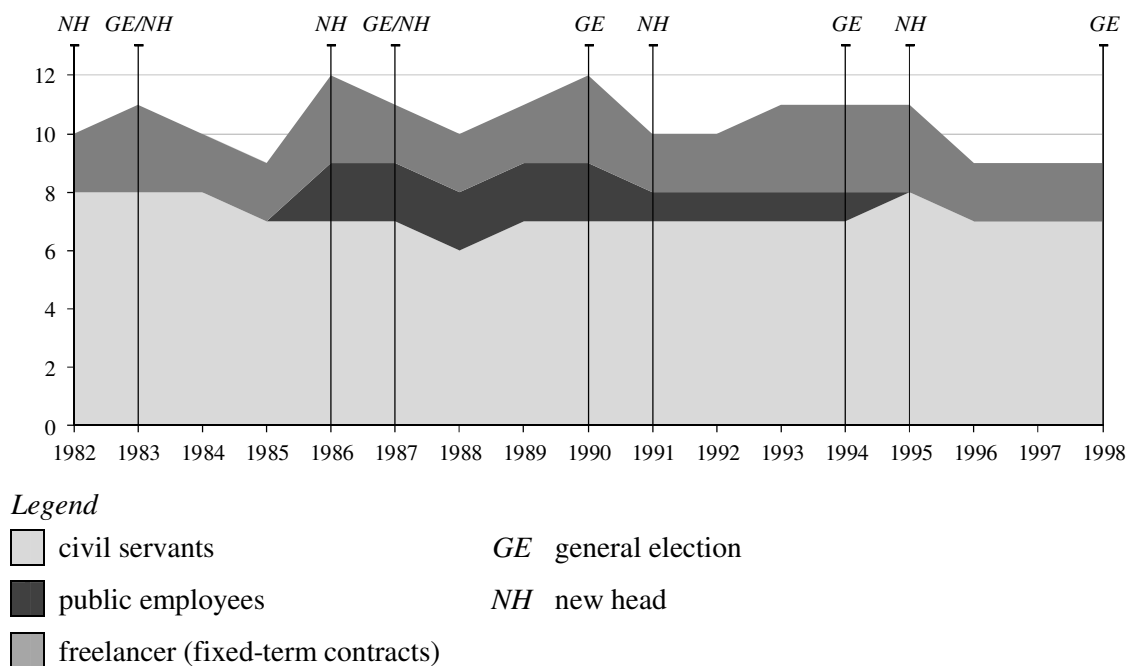 NH GE/NH NH GE/NH GE NH GE NH GE
12
10
8
6
4
2
0
1982 1983 1984 1985 1986 1987 1988 1989 1990 1991 1992 1993 1994 1995 1996 1997 1998
Legend
civil servants GE general election
public employees NH new head
freelancer (fixed-term contracts)